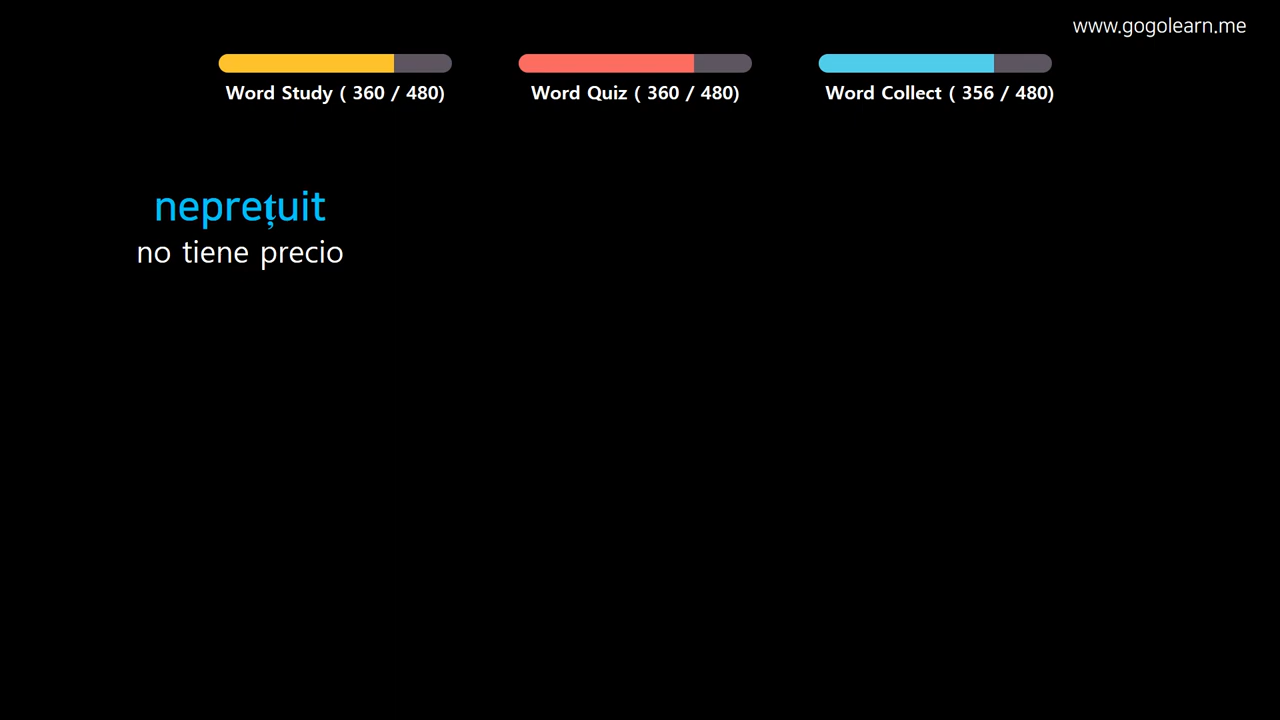 www.gogolearn.me
Word Study ( 360 / 480)
Word Quiz ( 360 / 480)
Word Collect ( 356 / 480)
neprețuit
no tiene precio